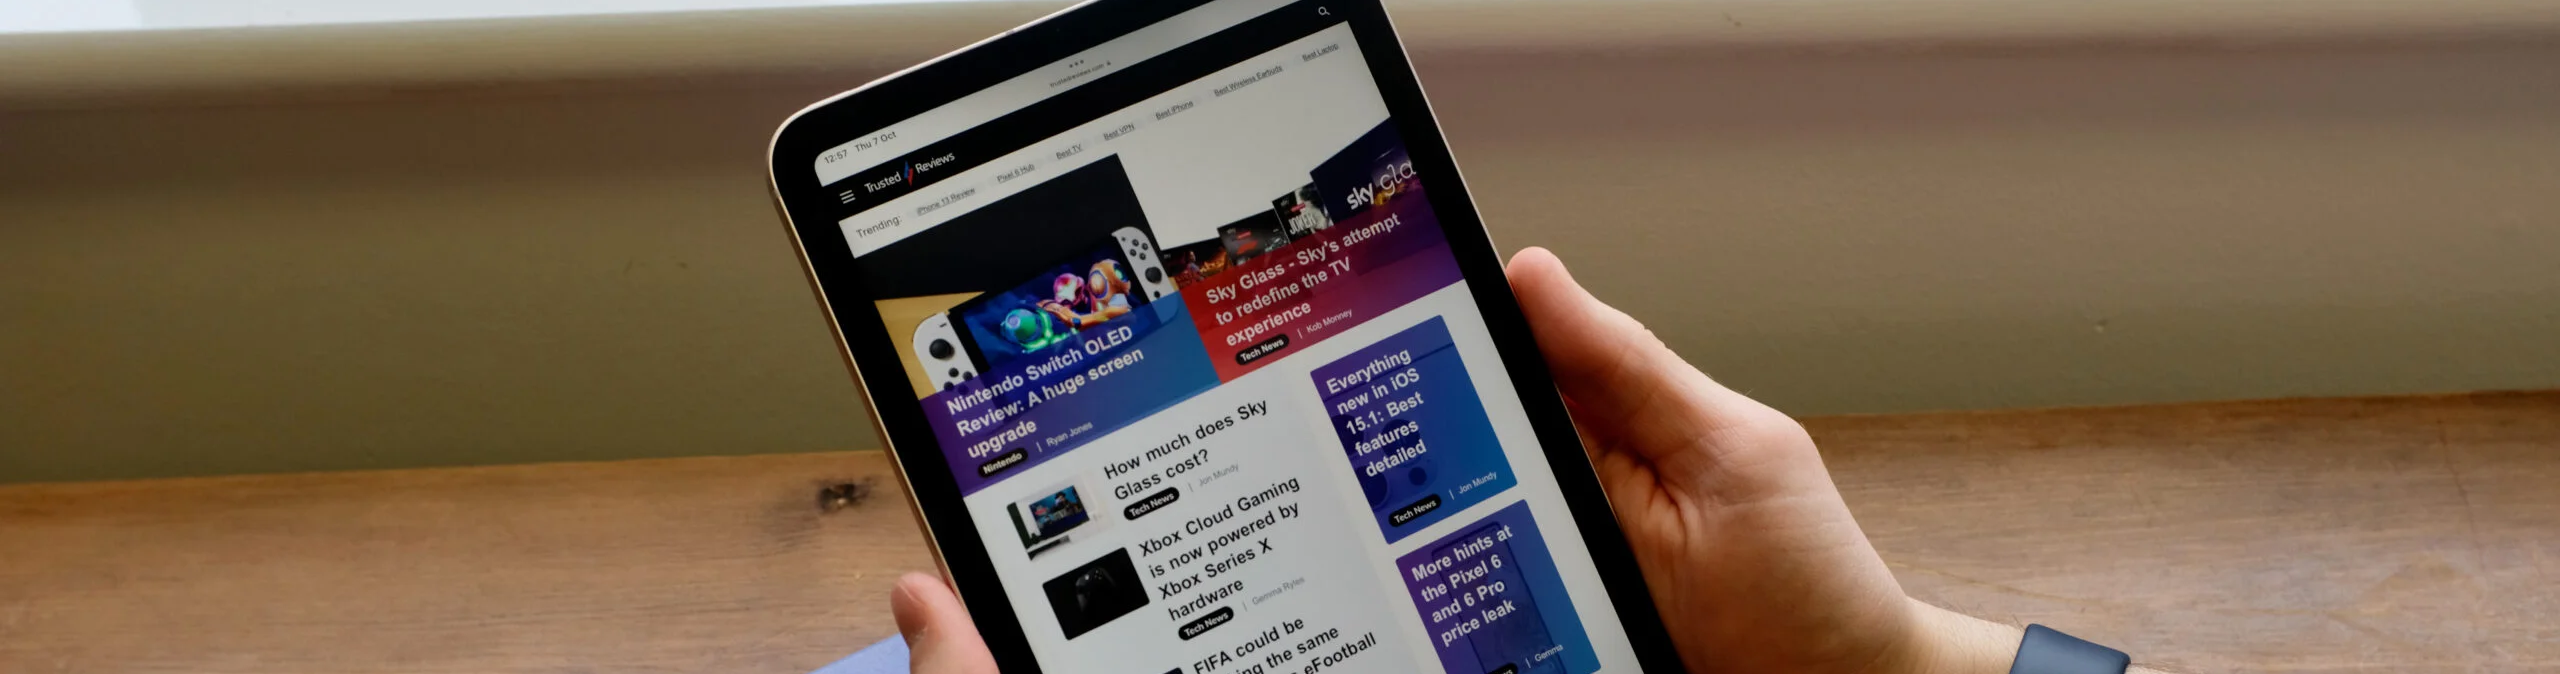 12:57 Thu 7 Oct
trustedreviews.com
Trusted Reviews
Trending: iPhone 13 Review Pixel 6 Hub Best TV Best VPN Best iPhone Best Wireless Earbuds Best Laptop
Nintendo Switch OLED
Review: A huge screen
upgrade
Nintendo | Ryan Jones
JOKER
sky gla
Sky Glass - Sky's attempt
to redefine the TV
experience
Tech News | Kob Monney
How much does Sky
Glass cost?
Tech News | Jon Mundy
Xbox Cloud Gaming
is now powered by
Xbox Series X
hardware
Tech News | Gemma Ryles
FIFA could be
ing the same
eFootball
Everything
new in iOS
15.1: Best
features
detailed
Tech News | Jon Mundy
More hints at
the Pixel 6
and 6 Pro
price leak
| Gemma